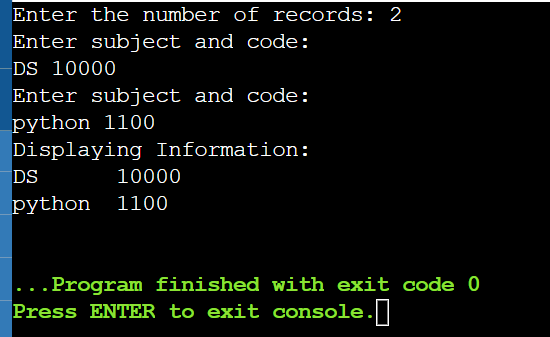 Enter the number of records: 2
Enter subject and code:
DS 10000
Enter subject and code:
python 1100
Displaying Information:
DS      10000
python  1100
...Program finished with exit code 0
Press ENTER to exit console.